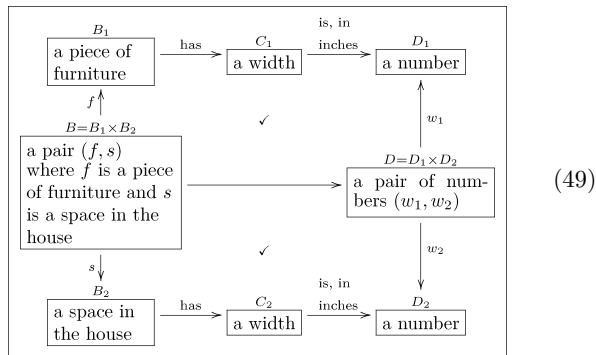 B₁
a piece of
furniture
has
C₁
a width
is, in
inches
D₁
a number
f
✓
w₁
B=B₁×B₂
a pair (f, s)
where f is a piece
of furniture and s
is a space in the
house
D=D₁×D₂
a pair of num-
bers (w₁, w₂)
(49)
s
✓
w₂
B₂
a space in
the house
has
C₂
a width
is, in
inches
D₂
a number